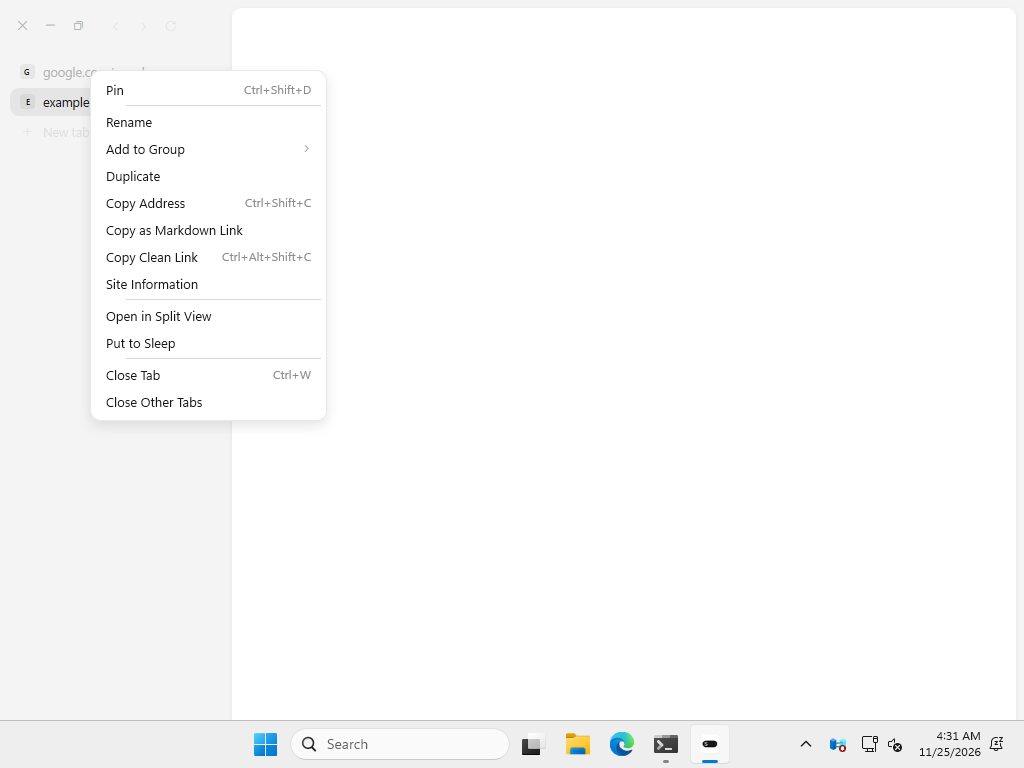 G google.co
E example
+ New tab
Pin Ctrl+Shift+D
Rename
Add to Group
Duplicate
Copy Address Ctrl+Shift+C
Copy as Markdown Link
Copy Clean Link Ctrl+Alt+Shift+C
Site Information
Open in Split View
Put to Sleep
Close Tab Ctrl+W
Close Other Tabs
Search
4:31 AM
11/25/2026